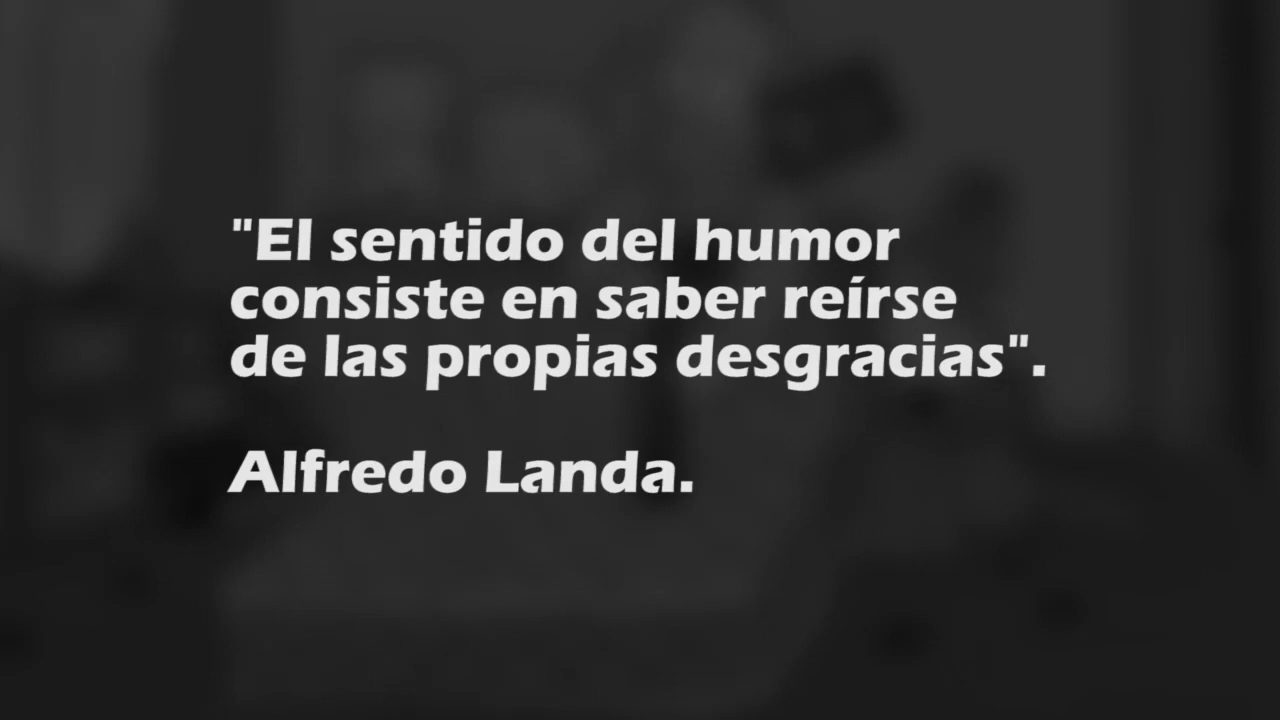 "El sentido del humor
consiste en saber reírse
de las propias desgracias".
Alfredo Landa.